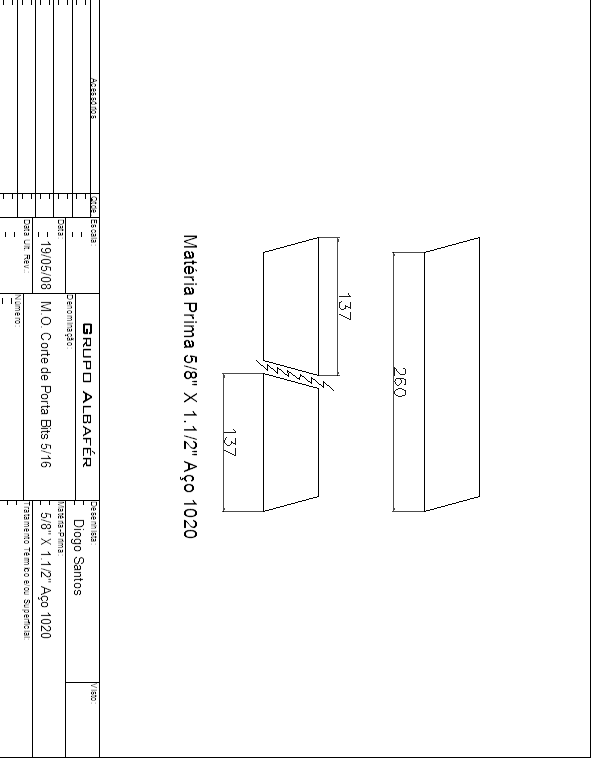 260
137
137
Matéria Prima 5/8" X 1.1/2" Aço 1020
Acessórios
Qtde
Escala:
GRUPO ALBAFÉR
Desenhista:
Diogo Santos
Visto:
Data:
19/05/08
Denominação:
M.O. Corte de Porta Bits 5/16
Matéria-Prima:
5/8" X 1.1/2" Aço 1020
Data Ult. Rev.:
Número:
Tratamento Térmico e/ou Superficial: